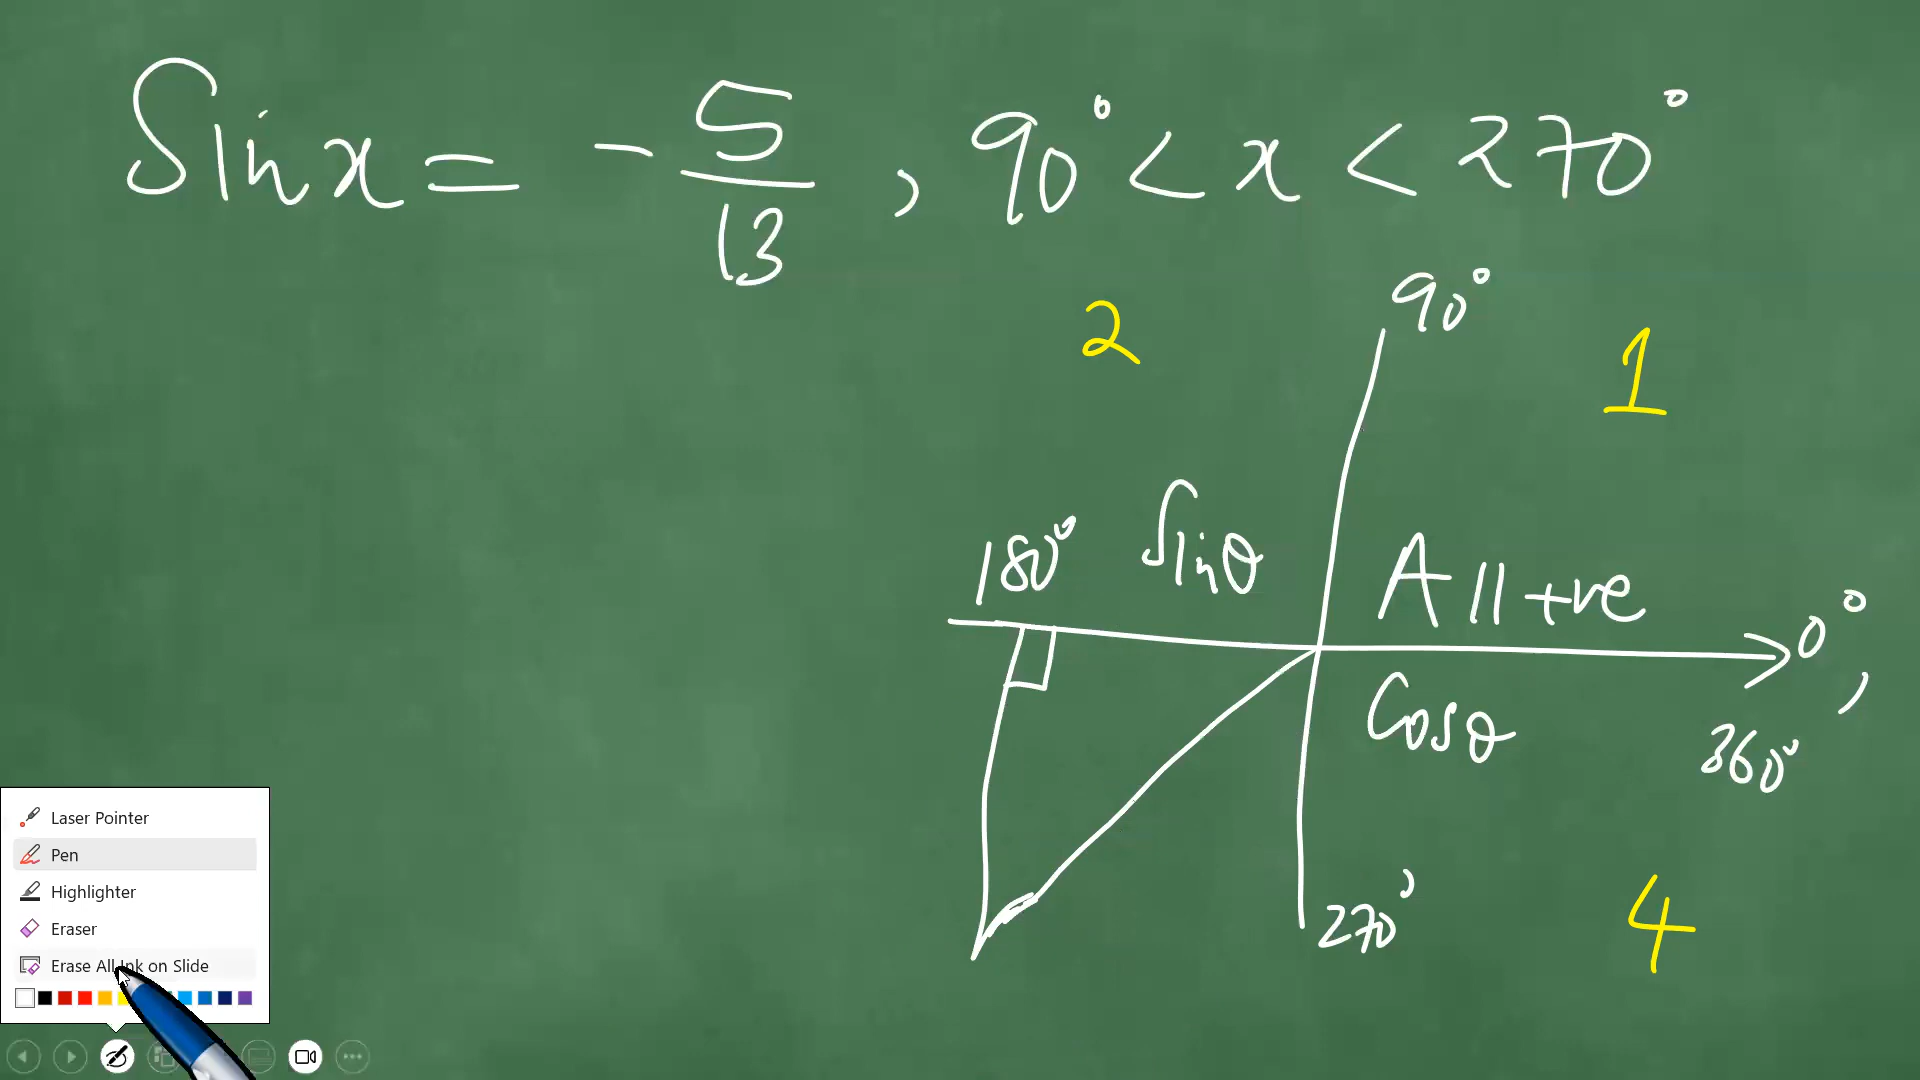 Sin x = - 5/13 , 90° < x < 270°
90°
2
1
180° Sinθ
All +ve
0° ,
Cosθ
360°
270°
4
Laser Pointer
Pen
Highlighter
Eraser
Erase All Ink on Slide